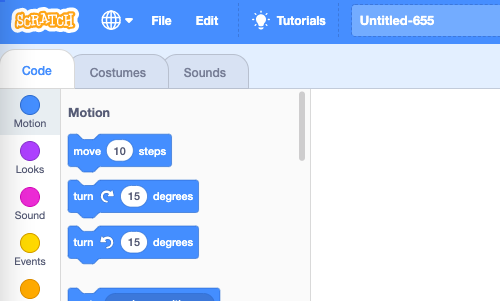 SCRATCH File Edit Tutorials Untitled-655
Code Costumes Sounds
Motion
Looks
Sound
Events
Motion
move 10 steps
turn 15 degrees
turn 15 degrees